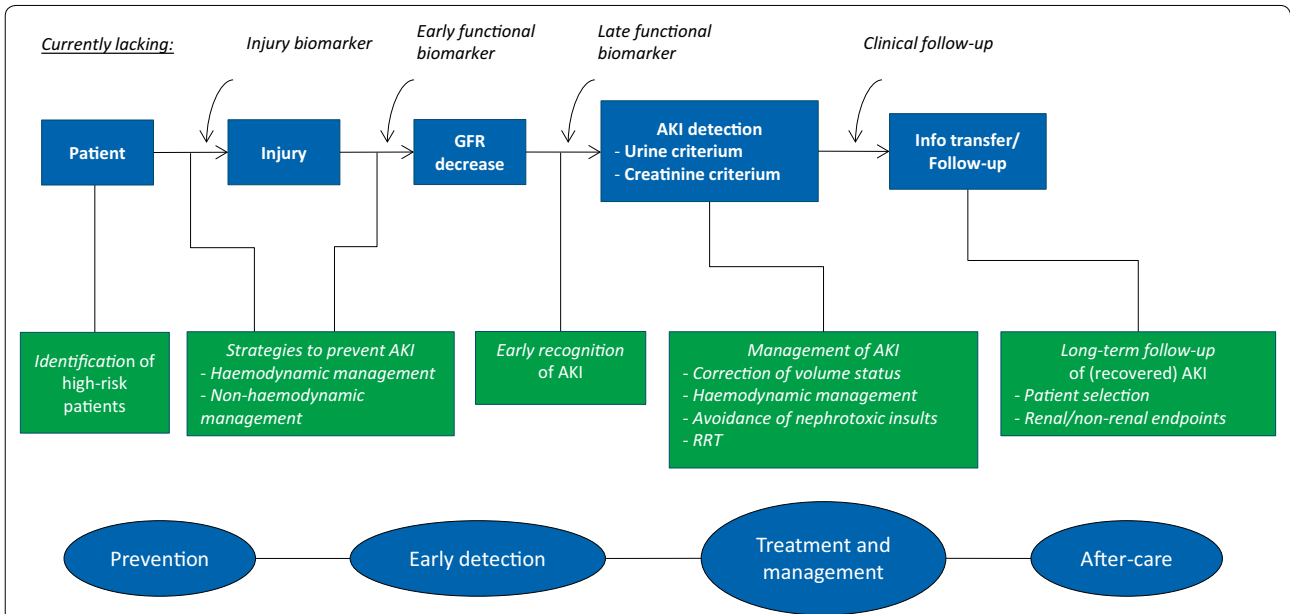 Currently lacking:
Injury biomarker
Early functional
biomarker
Late functional
biomarker
Clinical follow-up
Patient
Injury
GFR
decrease
AKI detection
- Urine criterium
- Creatinine criterium
Info transfer/
Follow-up
Identification of
high-risk
patients
Strategies to prevent AKI
- Haemodynamic management
- Non-haemodynamic
management
Early recognition
of AKI
Management of AKI
- Correction of volume status
- Haemodynamic management
- Avoidance of nephrotoxic insults
- RRT
Long-term follow-up
of (recovered) AKI
- Patient selection
- Renal/non-renal endpoints
Prevention
Early detection
Treatment and
management
After-care